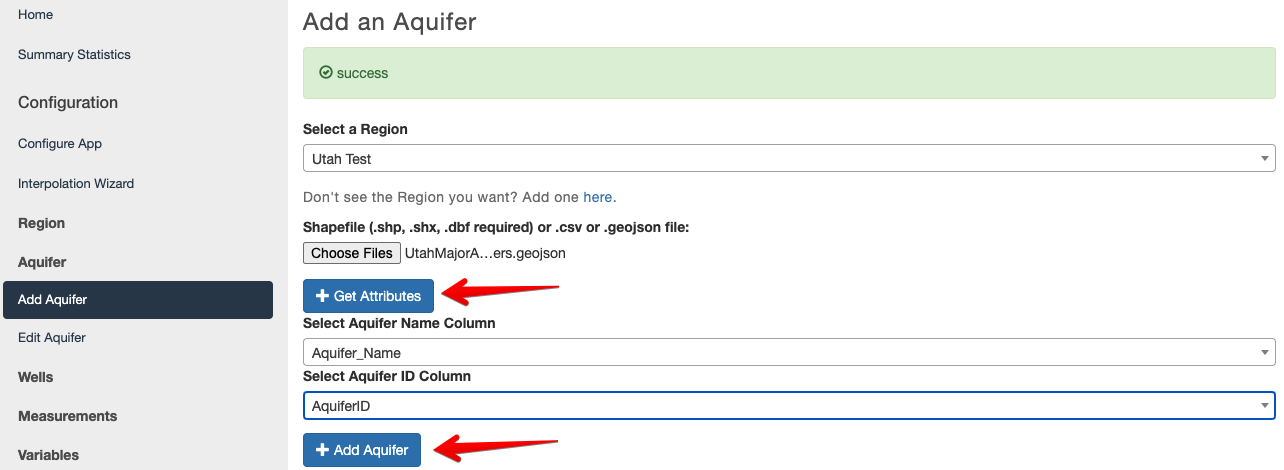 Home
Summary Statistics
Configuration
Configure App
Interpolation Wizard
Region
Aquifer
Add Aquifer
Edit Aquifer
Wells
Measurements
Variables
Add an Aquifer
success
Select a Region
Utah Test
Don't see the Region you want? Add one here.
Shapefile (.shp, .shx, .dbf required) or .csv or .geojson file:
Choose Files UtahMajorA…ers.geojson
Get Attributes
Select Aquifer Name Column
Aquifer_Name
Select Aquifer ID Column
AquiferID
Add Aquifer